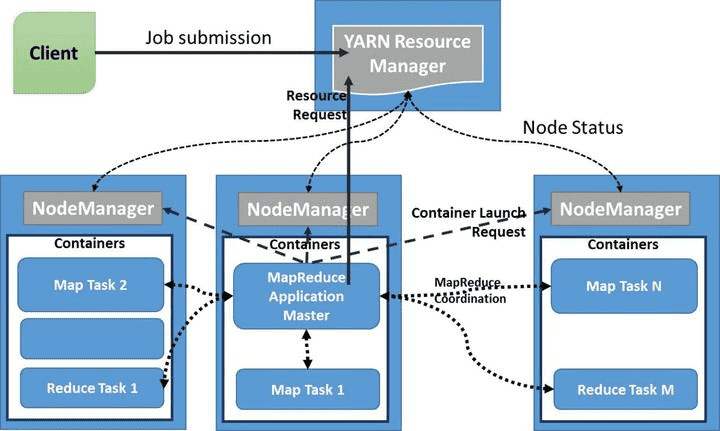 Client
Job submission
YARN Resource
Manager
Resource
Request
Node Status
NodeManager
NodeManager
NodeManager
Container Launch
Request
Containers
Containers
Containers
Map Task 2
MapReduce
Application
Master
MapReduce
Coordination
Map Task N
Reduce Task 1
Map Task 1
Reduce Task M